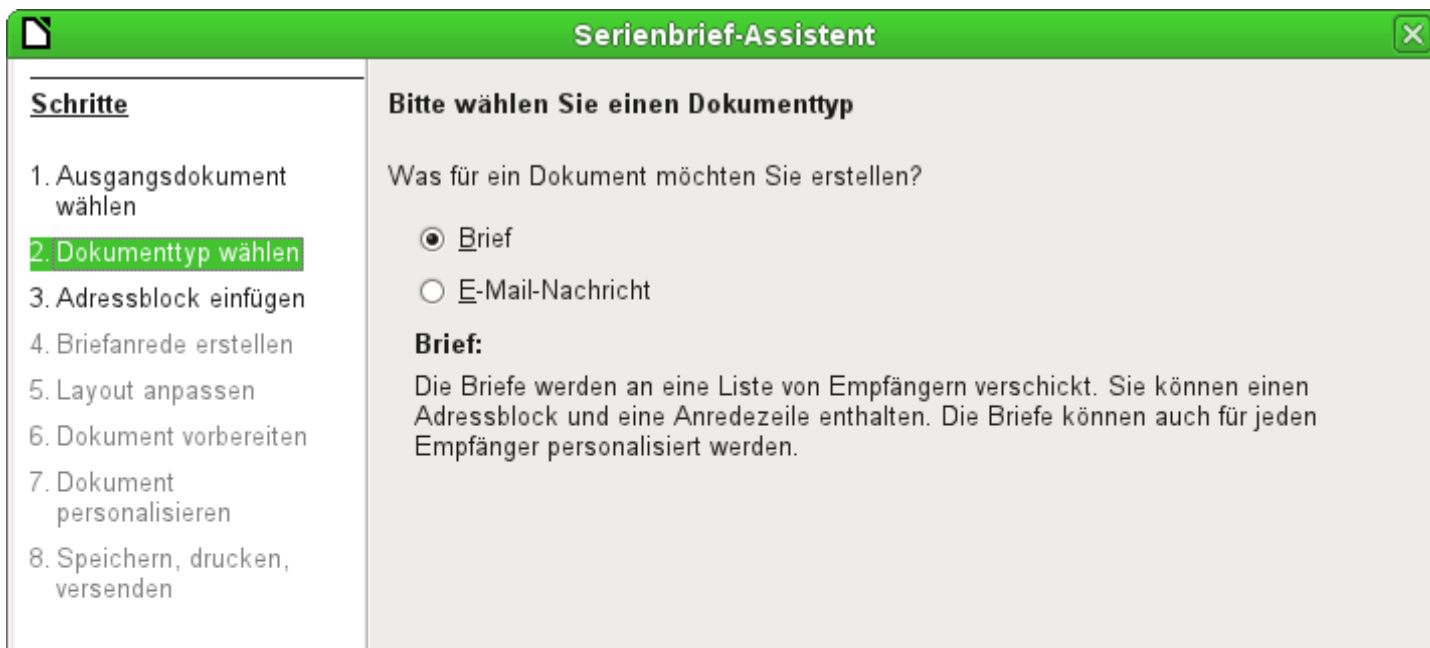 Serienbrief-Assistent
Schritte
1. Ausgangsdokument
wählen
2. Dokumenttyp wählen
3. Adressblock einfügen
4. Briefanrede erstellen
5. Layout anpassen
6. Dokument vorbereiten
7. Dokument
personalisieren
8. Speichern, drucken,
versenden
Bitte wählen Sie einen Dokumenttyp
Was für ein Dokument möchten Sie erstellen?
Brief
E-Mail-Nachricht
Brief:
Die Briefe werden an eine Liste von Empfängern verschickt. Sie können einen
Adressblock und eine Anredezeile enthalten. Die Briefe können auch für jeden
Empfänger personalisiert werden.